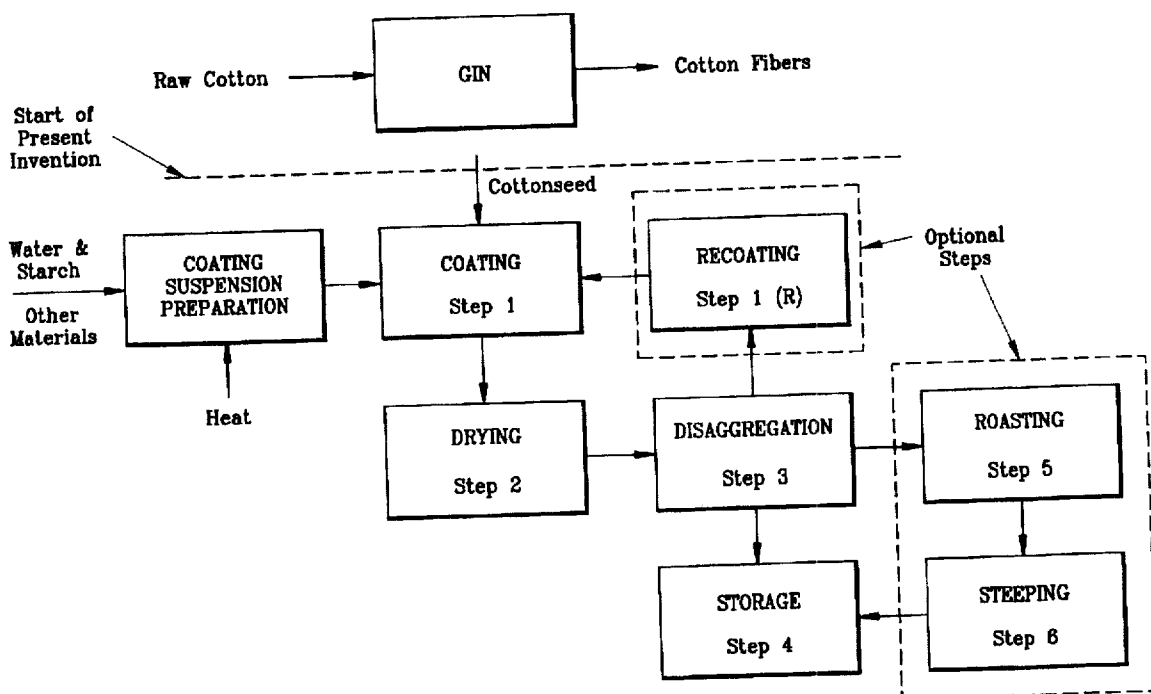 GIN
Raw Cotton
Cotton Fibers
Start of
Present
Invention
Cottonseed
Water &
Starch
Other
Materials
COATING
SUSPENSION
PREPARATION
Heat
COATING
Step 1
RECOATING
Step 1 (R)
Optional
Steps
DRYING
Step 2
DISAGGREGATION
Step 3
ROASTING
Step 5
STORAGE
Step 4
STEEPING
Step 6